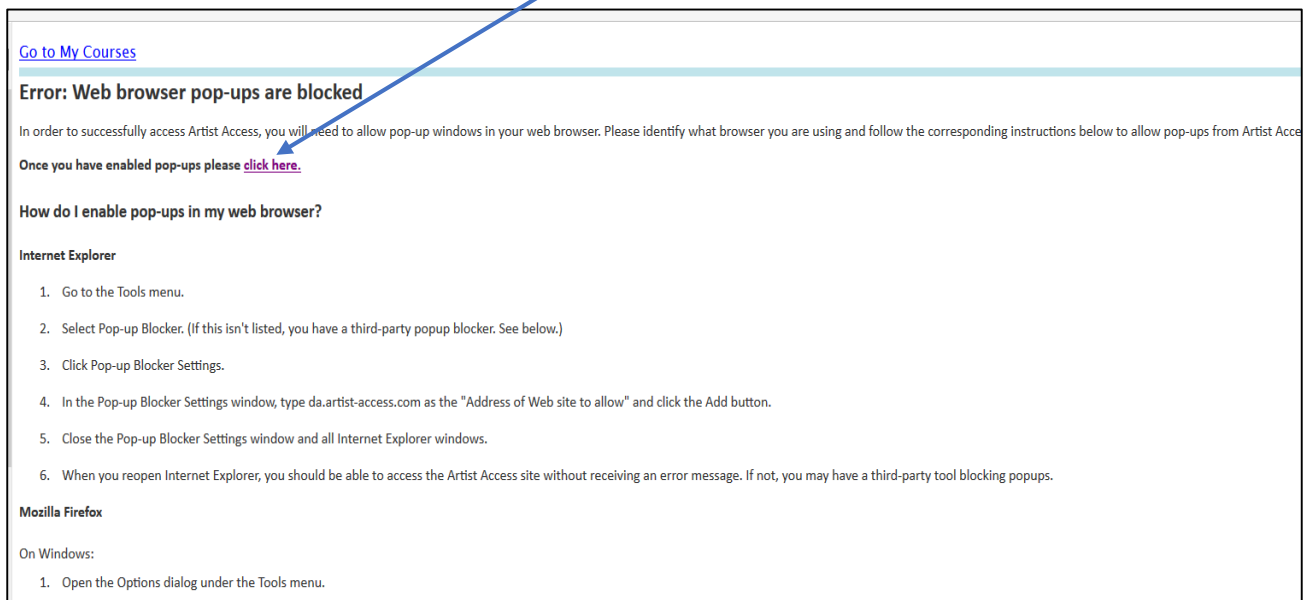 Go to My Courses
Error: Web browser pop-ups are blocked
In order to successfully access Artist Access, you will need to allow pop-up windows in your web browser. Please identify what browser you are using and follow the corresponding instructions below to allow pop-ups from Artist Acce
Once you have enabled pop-ups please click here.
How do I enable pop-ups in my web browser?
Internet Explorer
1. Go to the Tools menu.
2. Select Pop-up Blocker. (If this isn't listed, you have a third-party popup blocker. See below.)
3. Click Pop-up Blocker Settings.
4. In the Pop-up Blocker Settings window, type da.artist-access.com as the "Address of Web site to allow" and click the Add button.
5. Close the Pop-up Blocker Settings window and all Internet Explorer windows.
6. When you reopen Internet Explorer, you should be able to access the Artist Access site without receiving an error message. If not, you may have a third-party tool blocking popups.
Mozilla Firefox
On Windows:
1. Open the Options dialog under the Tools menu.